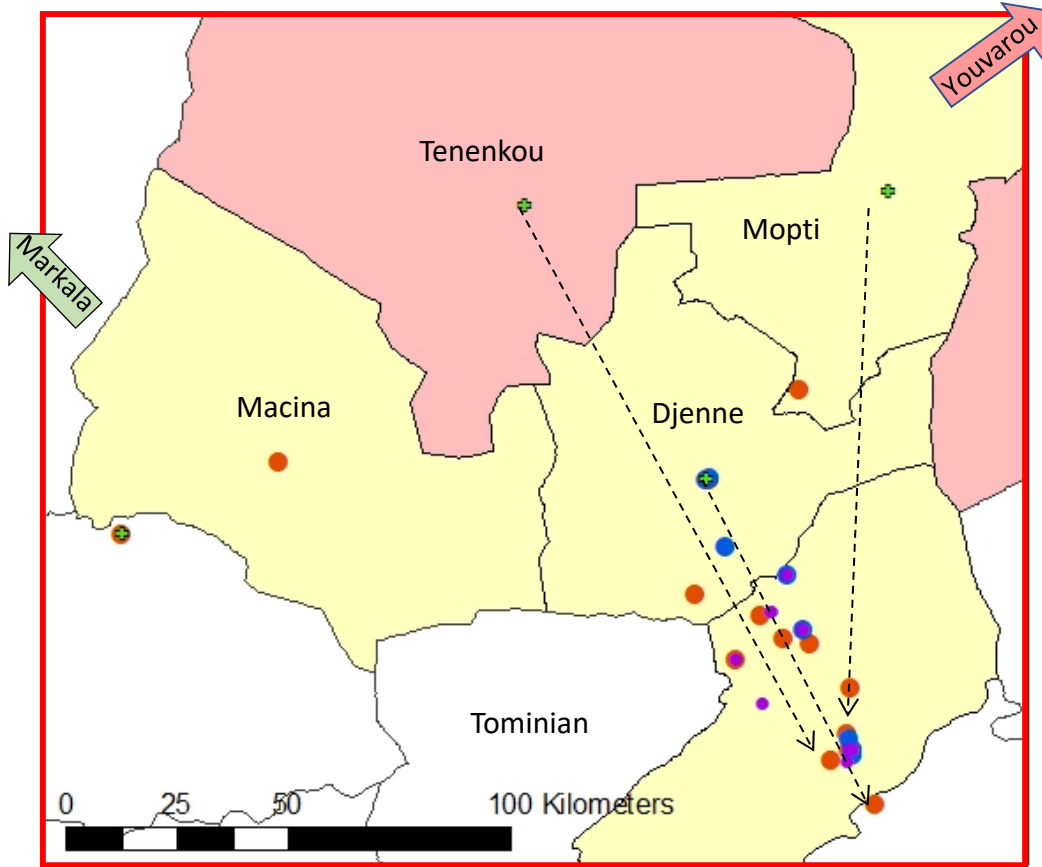 Youvarou
Tenenkou
Mopti
Markala
Macina
Djenne
Tominian
0 25 50 100 Kilometers